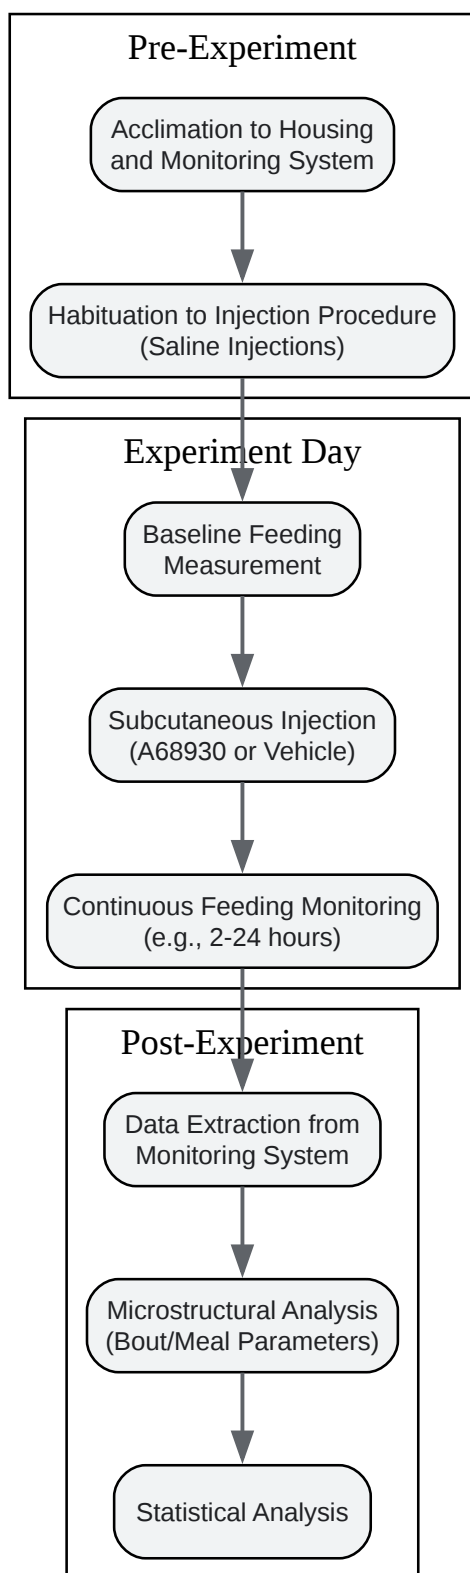 Pre-Experiment
Acclimation to Housing
and Monitoring System
Habituation to Injection Procedure
(Saline Injections)
Experiment Day
Baseline Feeding
Measurement
Subcutaneous Injection
(A68930 or Vehicle)
Continuous Feeding Monitoring
(e.g., 2-24 hours)
Post-Experiment
Data Extraction from
Monitoring System
Microstructural Analysis
(Bout/Meal Parameters)
Statistical Analysis